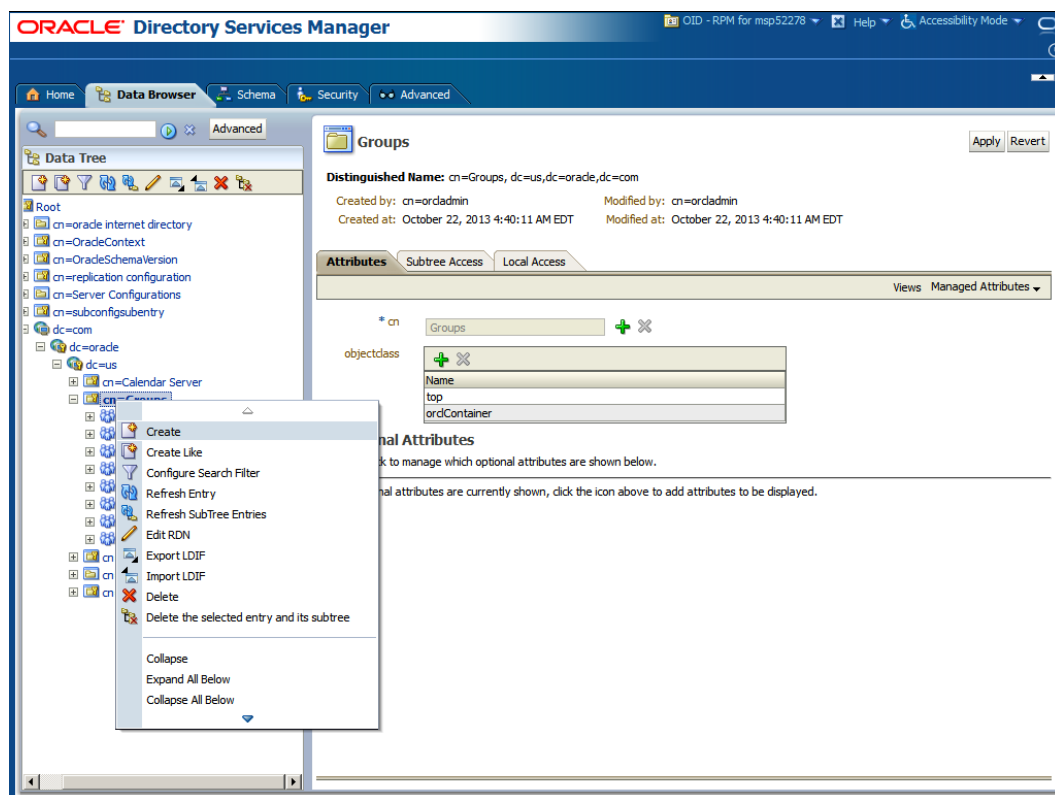 ORACLE Directory Services Manager
OID - RPM for msp52278 Help Accessibility Mode
Home Data Browser Schema Security Advanced
Advanced
Data Tree
Root
cn=oracle internet directory
cn=OracleContext
cn=OracleSchemaVersion
cn=replication configuration
cn=Server Configurations
cn=subconfigsubentry
dc=com
dc=oracle
dc=us
cn=Calendar Server
cn=Groups
cn
cn
cn
Create
Create Like
Configure Search Filter
Refresh Entry
Refresh SubTree Entries
Edit RDN
Export LDIF
Import LDIF
Delete
Delete the selected entry and its subtree
Collapse
Expand All Below
Collapse All Below
Groups
Apply Revert
Distinguished Name: cn=Groups, dc=us,dc=oracle,dc=com
Created by: cn=orcladmin Modified by: cn=orcladmin
Created at: October 22, 2013 4:40:11 AM EDT Modified at: October 22, 2013 4:40:11 AM EDT
Attributes Subtree Access Local Access
Views Managed Attributes
* cn Groups
objectclass
Name
top
orclContainer
nal Attributes
k to manage which optional attributes are shown below.
nal attributes are currently shown, click the icon above to add attributes to be displayed.